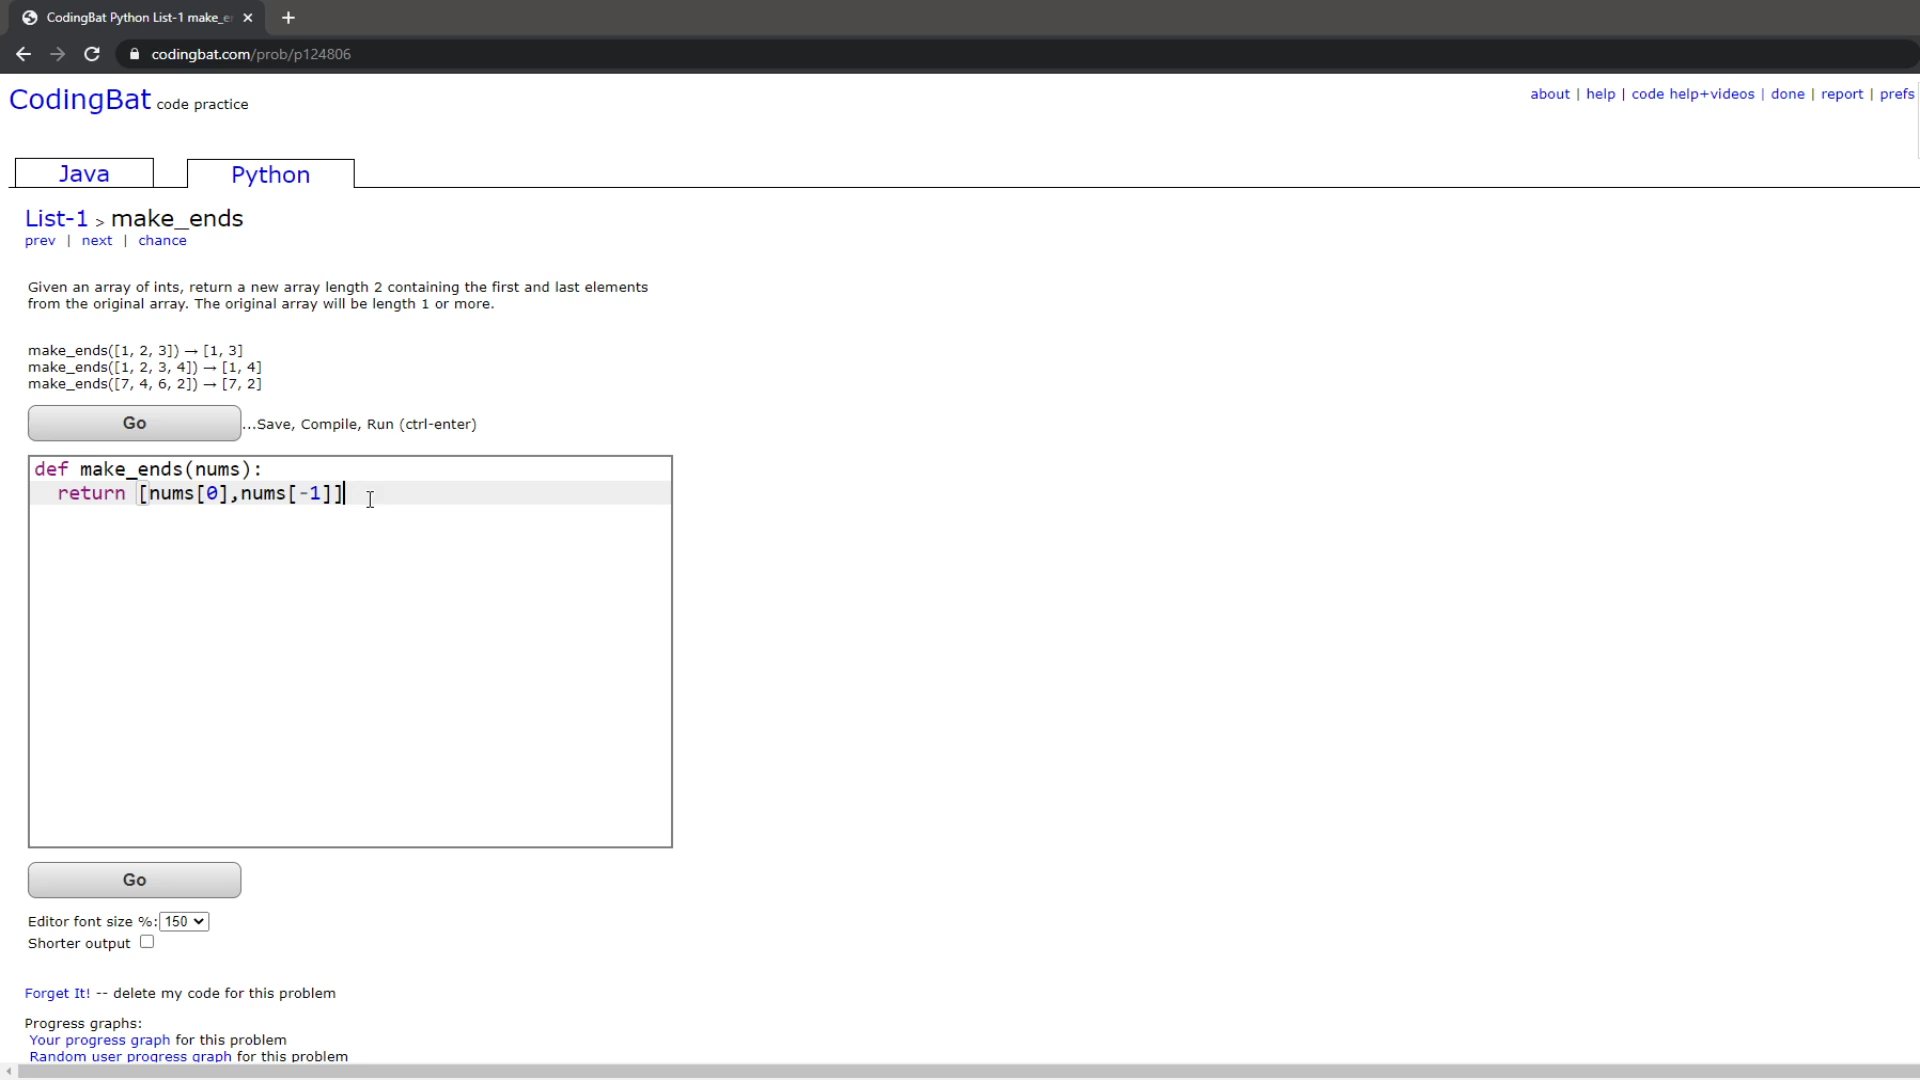 CodingBat Python List-1 make_e
codingbat.com/prob/p124806
CodingBat code practice
about | help | code help+videos | done | report | prefs
Java
Python
List-1 > make_ends
prev | next | chance
Given an array of ints, return a new array length 2 containing the first and last elements
from the original array. The original array will be length 1 or more.
make_ends([1, 2, 3]) → [1, 3]
make_ends([1, 2, 3, 4]) → [1, 4]
make_ends([7, 4, 6, 2]) → [7, 2]
Go ...Save, Compile, Run (ctrl-enter)
def make_ends(nums):
  return [nums[0],nums[-1]]
Go
Editor font size %: 150
Shorter output
Forget It! -- delete my code for this problem
Progress graphs:
Your progress graph for this problem
Random user progress graph for this problem